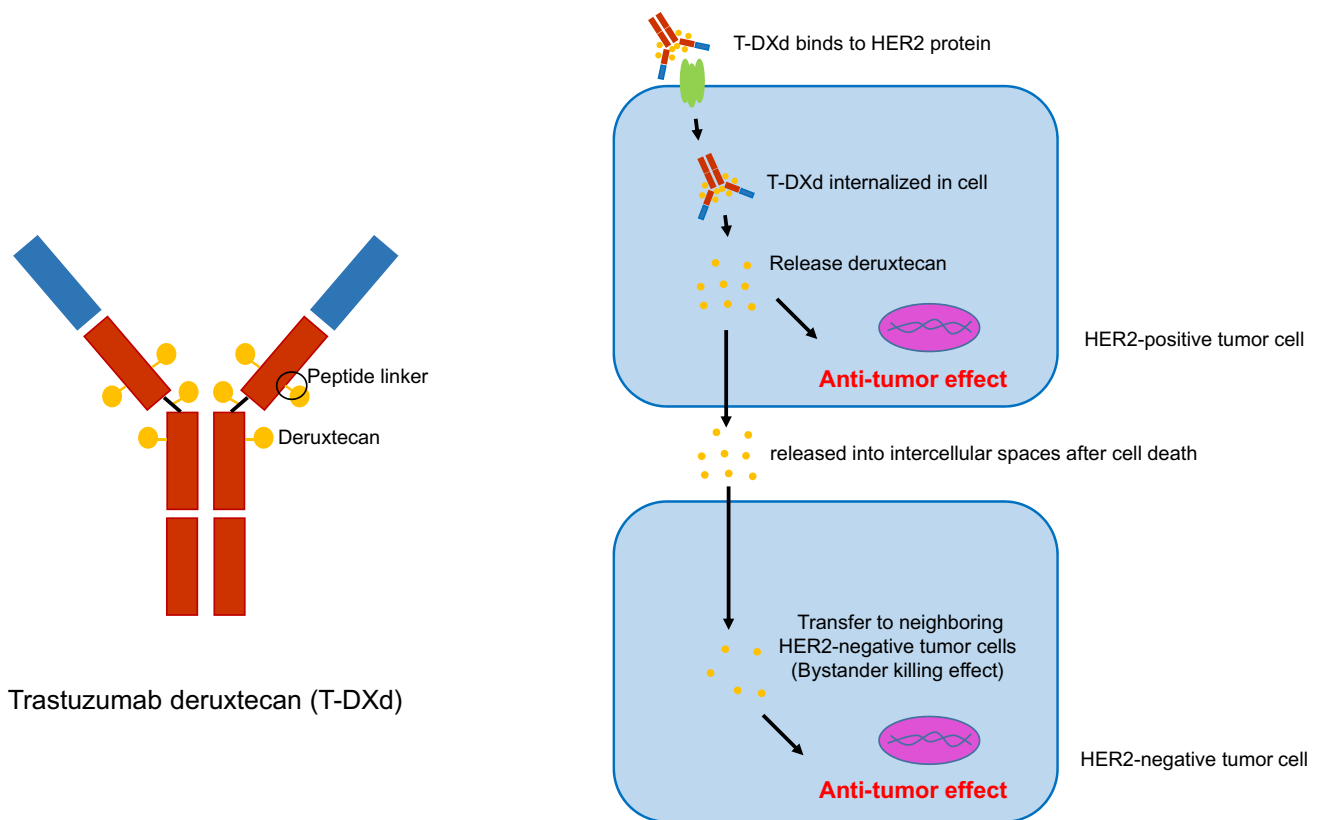 T-DXd binds to HER2 protein
T-DXd internalized in cell
Release deruxtecan
HER2-positive tumor cell
Anti-tumor effect
Peptide linker
Deruxtecan
released into intercellular spaces after cell death
Transfer to neighboring
HER2-negative tumor cells
(Bystander killing effect)
Trastuzumab deruxtecan (T-DXd)
HER2-negative tumor cell
Anti-tumor effect